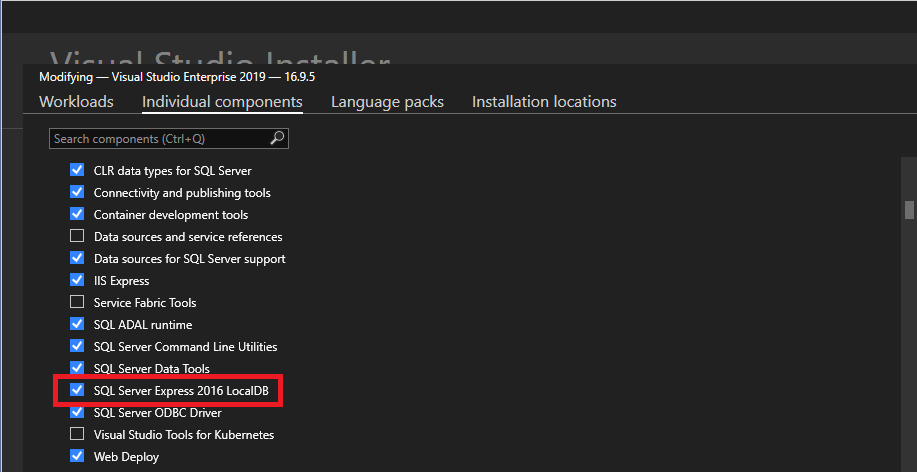 Visual Studio Installer
Modifying — Visual Studio Enterprise 2019 — 16.9.5
Workloads Individual components Language packs Installation locations
Search components (Ctrl+Q)
CLR data types for SQL Server
Connectivity and publishing tools
Container development tools
Data sources and service references
Data sources for SQL Server support
IIS Express
Service Fabric Tools
SQL ADAL runtime
SQL Server Command Line Utilities
SQL Server Data Tools
SQL Server Express 2016 LocalDB
SQL Server ODBC Driver
Visual Studio Tools for Kubernetes
Web Deploy